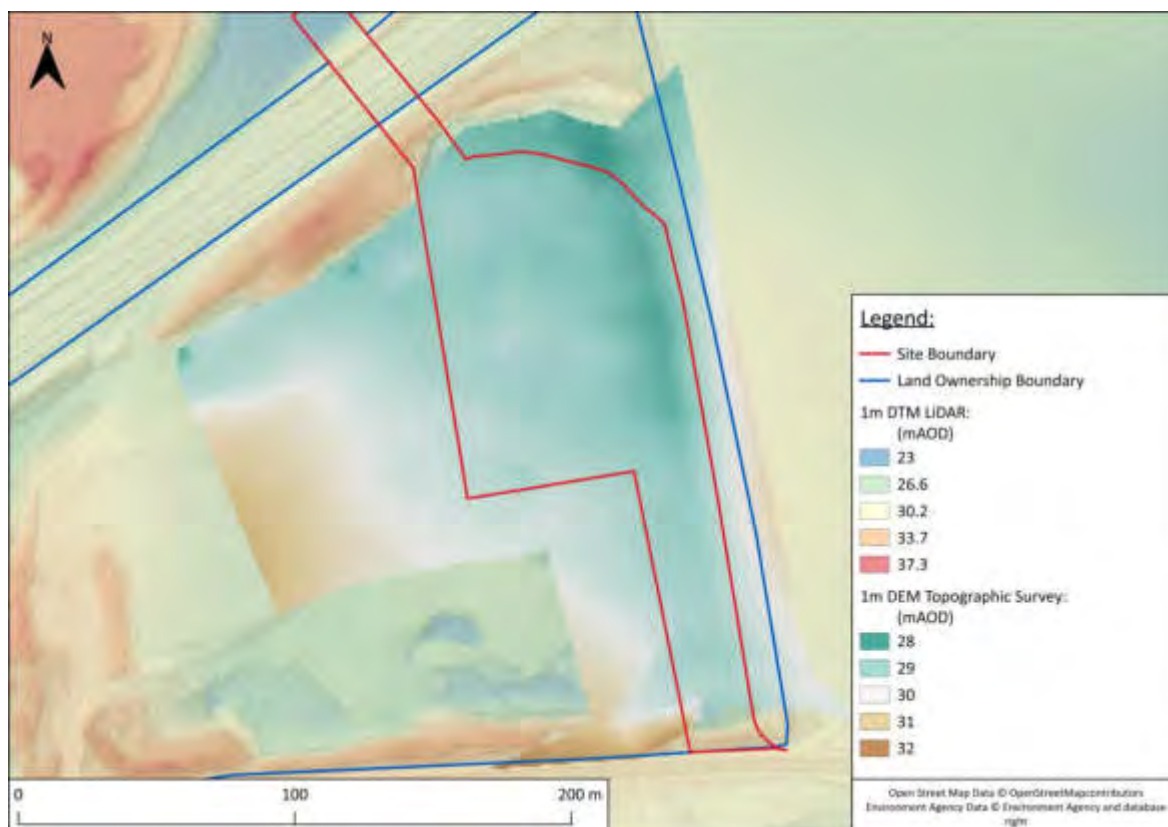 N
Legend:
Site Boundary
Land Ownership Boundary
1m DTM LiDAR:
(mAOD)
23
26.6
30.2
33.7
37.3
1m DEM Topographic Survey:
(mAOD)
28
29
30
31
32
0 100 200 m
Open Street Map Data © OpenStreetMapcontributors
Environment Agency Data © Environment Agency and database
right